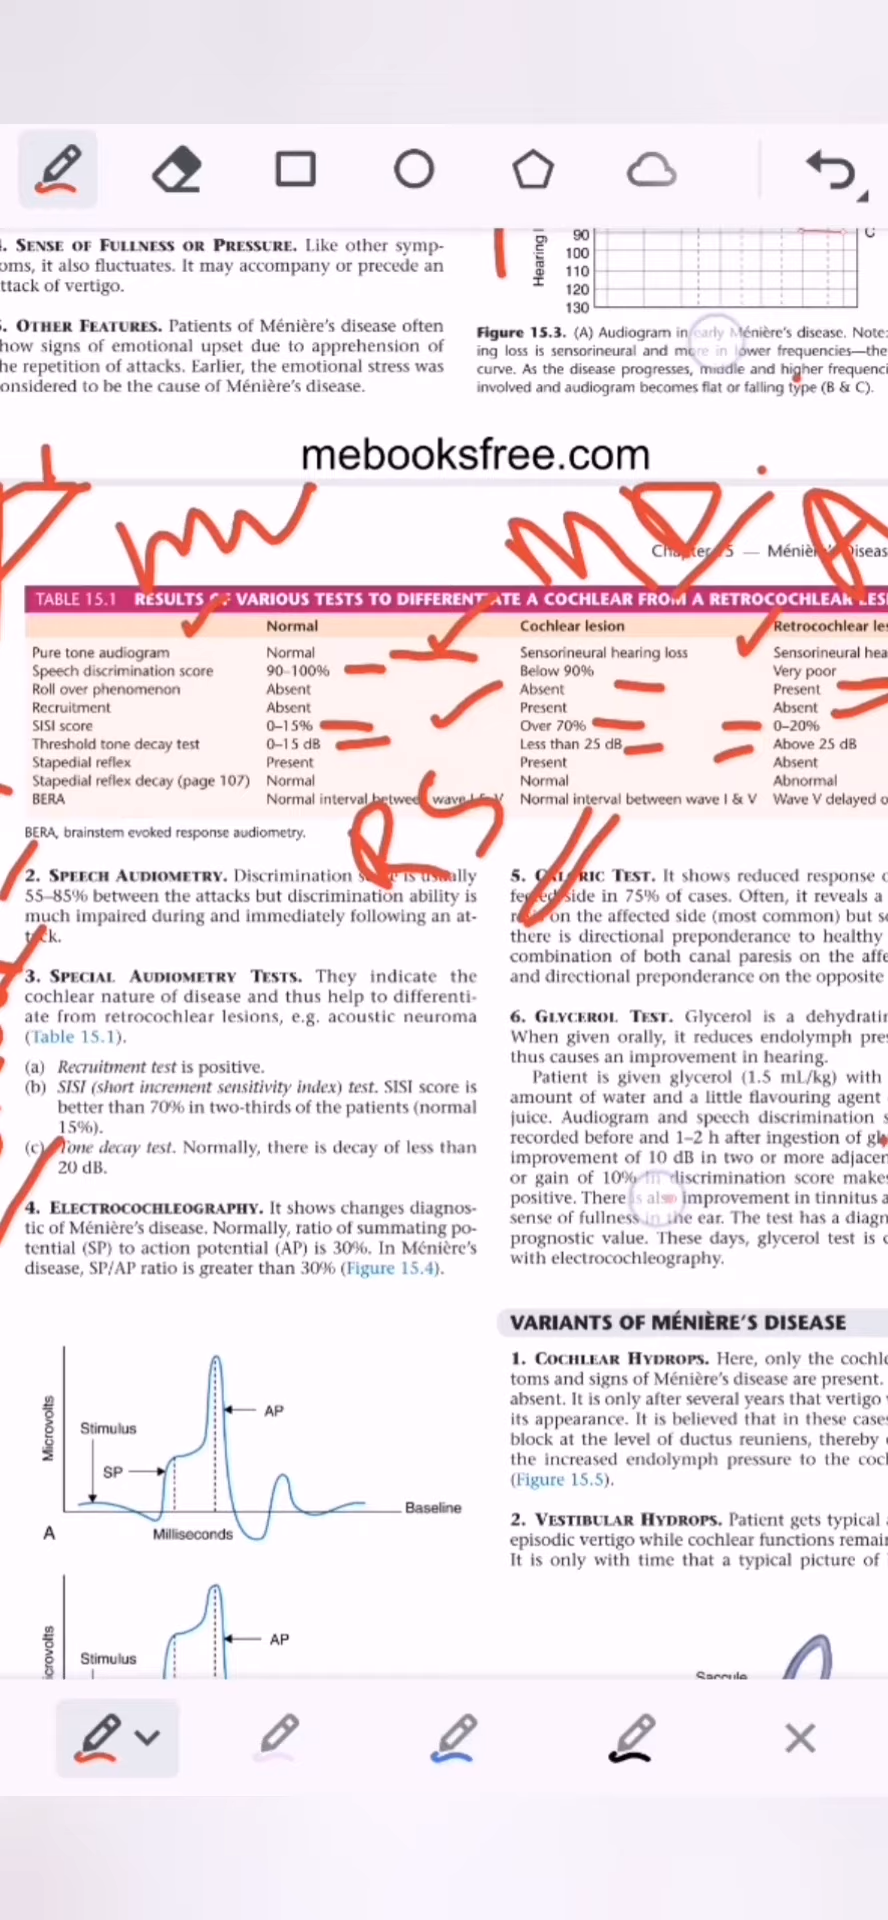 . SENSE OF FULLNESS OR PRESSURE. Like other symp-
oms, it also fluctuates. It may accompany or precede an
ttack of vertigo.
. OTHER FEATURES. Patients of Ménière's disease often
how signs of emotional upset due to apprehension of
he repetition of attacks. Earlier, the emotional stress was
onsidered to be the cause of Ménière's disease.
Hearing l
90
100
110
120
130
C
Figure 15.3. (A) Audiogram in early Ménière's disease. Note:
ing loss is sensorineural and more in lower frequencies—the
curve. As the disease progresses, middle and higher frequenci
involved and audiogram becomes flat or falling type (B & C).
mebooksfree.com
MD
Chapter 15 — Ménière's Diseas
TABLE 15.1 RESULTS OF VARIOUS TESTS TO DIFFERENTIATE A COCHLEAR FROM A RETROCOCHLEAR LESI
Normal Cochlear lesion Retrocochlear les
Pure tone audiogram Normal Sensorineural hearing loss Sensorineural hea
Speech discrimination score 90–100% Below 90% Very poor
Roll over phenomenon Absent Absent Present
Recruitment Absent Present Absent
SISI score 0–15% Over 70% 0–20%
Threshold tone decay test 0–15 dB Less than 25 dB Above 25 dB
Stapedial reflex Present Present Absent
Stapedial reflex decay (page 107) Normal Normal Abnormal
BERA Normal interval between wave I & V Normal interval between wave I & V Wave V delayed o
BERA, brainstem evoked response audiometry.
RS
2. SPEECH AUDIOMETRY. Discrimination score is usually
55–85% between the attacks but discrimination ability is
much impaired during and immediately following an at-
tack.
3. SPECIAL AUDIOMETRY TESTS. They indicate the
cochlear nature of disease and thus help to differenti-
ate from retrocochlear lesions, e.g. acoustic neuroma
(Table 15.1).
(a) Recruitment test is positive.
(b) SISI (short increment sensitivity index) test. SISI score is
better than 70% in two-thirds of the patients (normal
15%).
(c) Tone decay test. Normally, there is decay of less than
20 dB.
4. ELECTROCOCHLEOGRAPHY. It shows changes diagnos-
tic of Ménière's disease. Normally, ratio of summating po-
tential (SP) to action potential (AP) is 30%. In Ménière's
disease, SP/AP ratio is greater than 30% (Figure 15.4).
Microvolts
Stimulus
SP
AP
Baseline
A
Milliseconds
icrovolts
Stimulus
AP
5. CALORIC TEST. It shows reduced response o
fected side in 75% of cases. Often, it reveals a
on the affected side (most common) but so
there is directional preponderance to healthy
combination of both canal paresis on the affe
and directional preponderance on the opposite
6. GLYCEROL TEST. Glycerol is a dehydratin
When given orally, it reduces endolymph pres
thus causes an improvement in hearing.
Patient is given glycerol (1.5 mL/kg) with
amount of water and a little flavouring agent
juice. Audiogram and speech discrimination s
recorded before and 1–2 h after ingestion of gly
improvement of 10 dB in two or more adjacen
or gain of 10% in discrimination score makes
positive. There is also improvement in tinnitus a
sense of fullness in the ear. The test has a diagn
prognostic value. These days, glycerol test is c
with electrocochleography.
VARIANTS OF MÉNIÈRE'S DISEASE
1. COCHLEAR HYDROPS. Here, only the cochle
toms and signs of Ménière's disease are present.
absent. It is only after several years that vertigo
its appearance. It is believed that in these cases
block at the level of ductus reuniens, thereby
the increased endolymph pressure to the coch
(Figure 15.5).
2. VESTIBULAR HYDROPS. Patient gets typical
episodic vertigo while cochlear functions remain
It is only with time that a typical picture of
Saccule